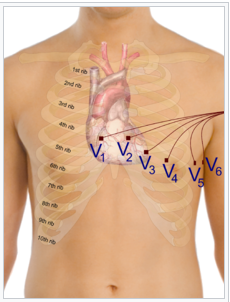 1st rib
2nd rib
3rd rib
4th rib
5th rib
6th rib
7th rib
8th rib
9th rib
10th rib
V1
V2
V3
V4
V5
V6